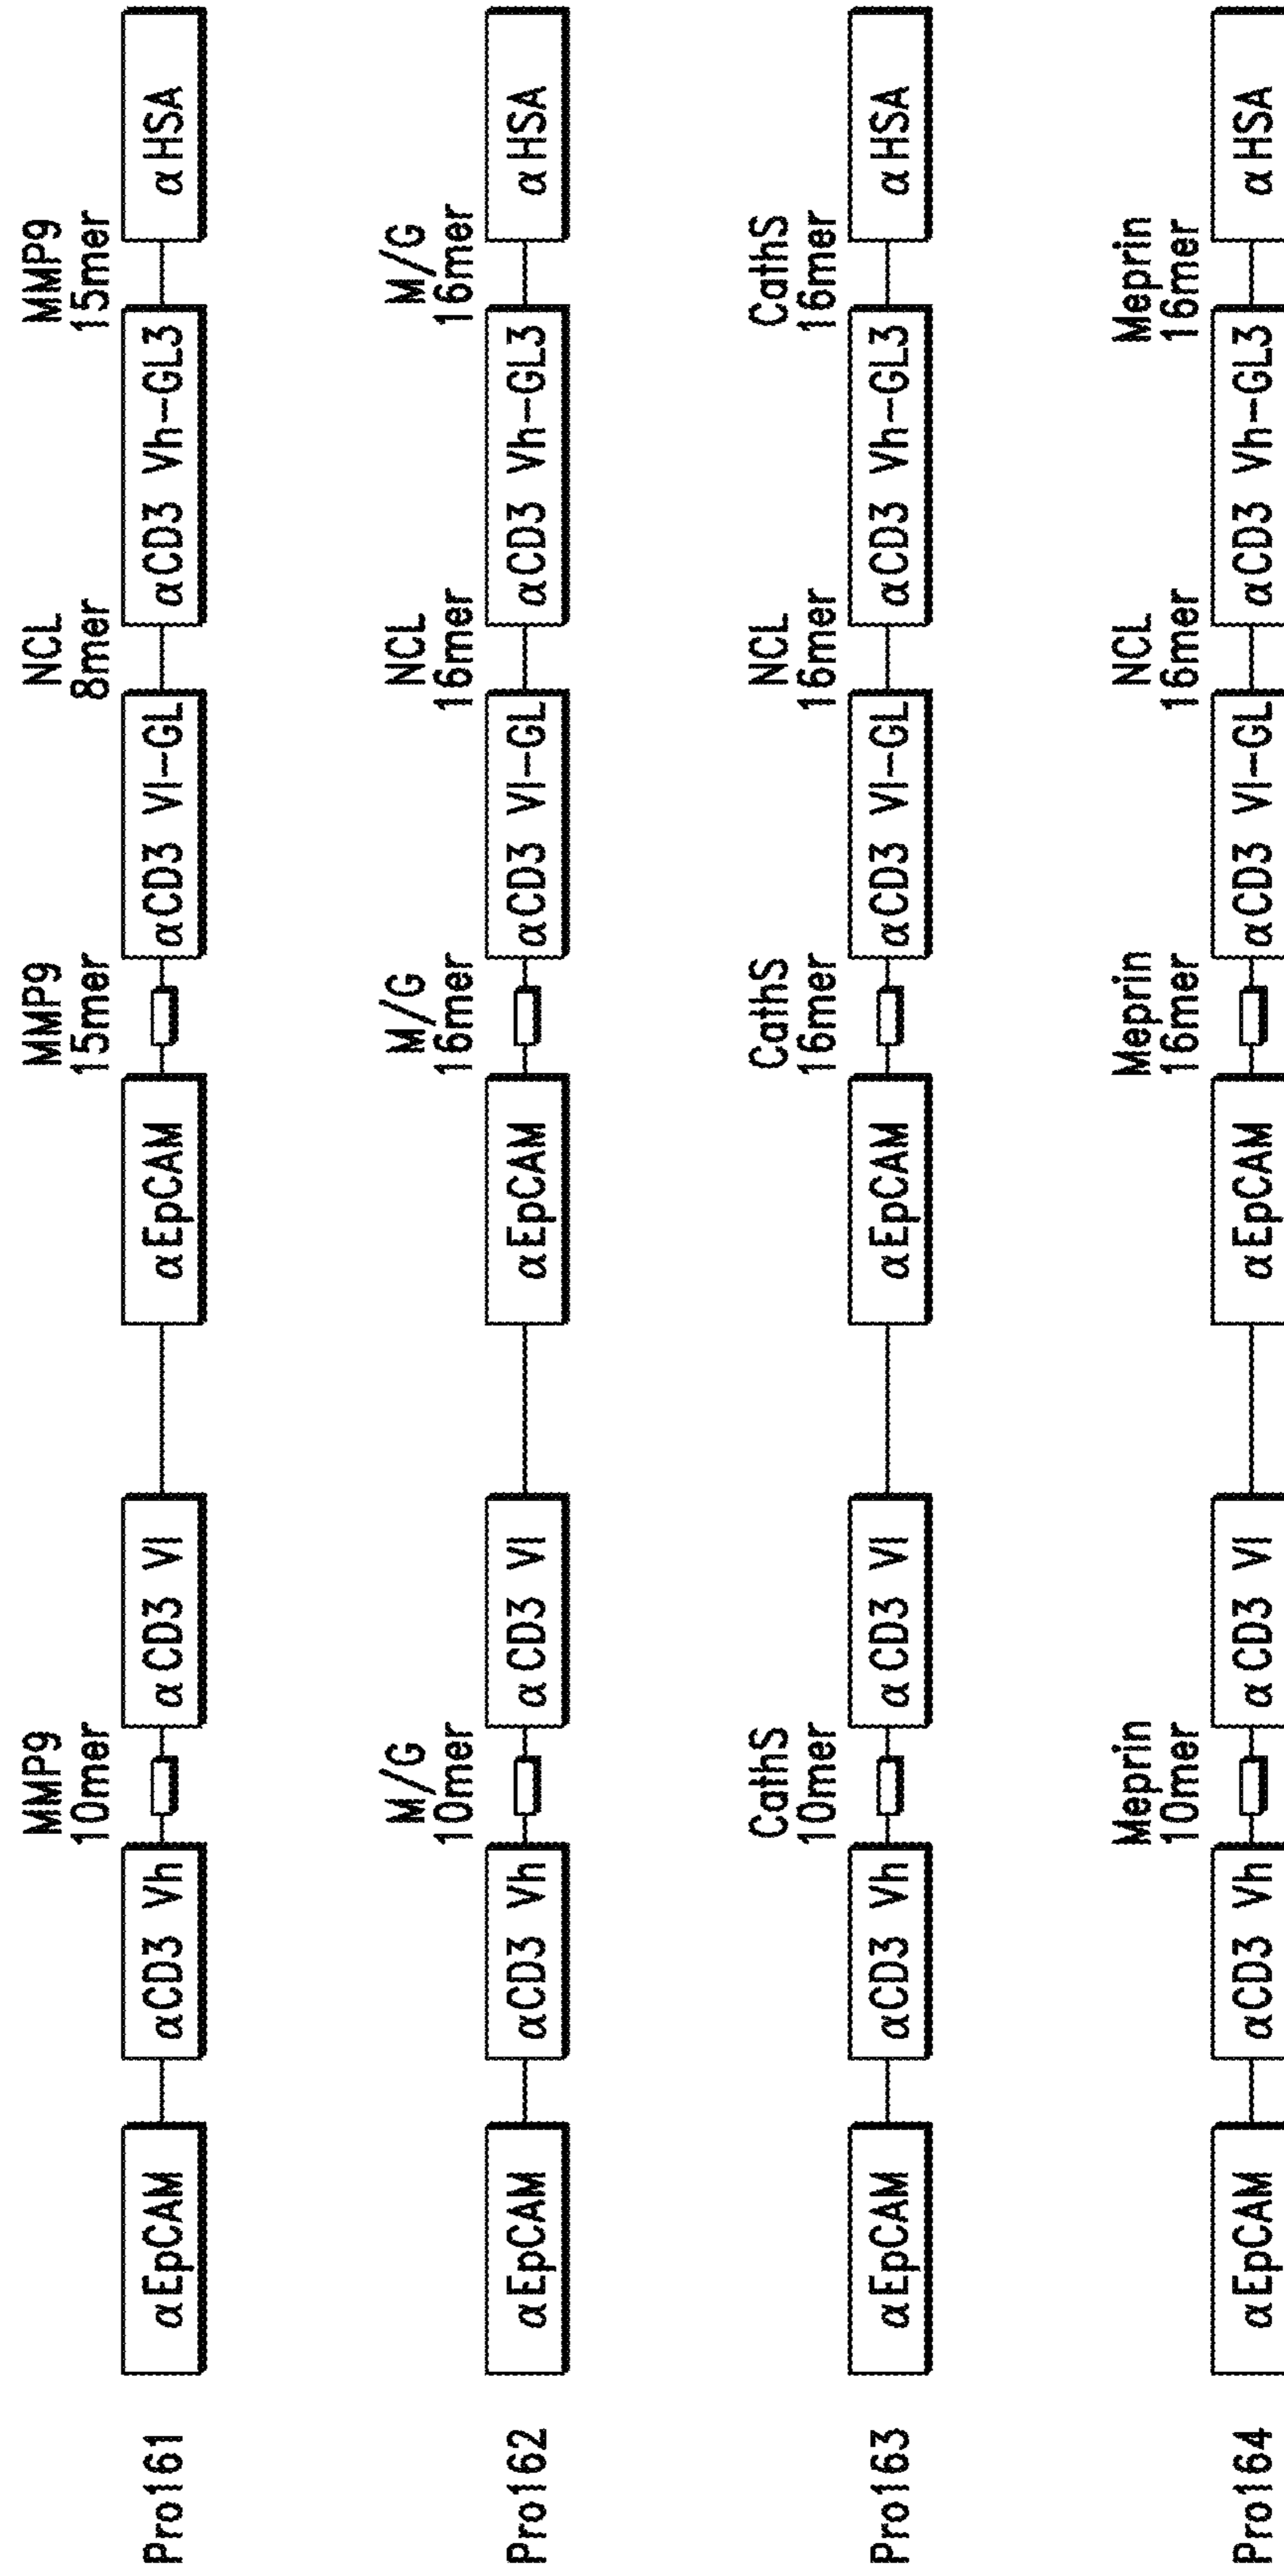 MMP9
10mer
MMP9
15mer
NCL
8mer
MMP9
15mer
Pro161
αEpCAM
αCD3 Vh
αCD3 Vl
αEpCAM
αCD3 Vl-GL
αCD3 Vh-GL3
αHSA
M/G
10mer
M/G
16mer
NCL
16mer
M/G
16mer
Pro162
αEpCAM
αCD3 Vh
αCD3 Vl
αEpCAM
αCD3 Vl-GL
αCD3 Vh-GL3
αHSA
CathS
10mer
CathS
16mer
NCL
16mer
CathS
16mer
Pro163
αEpCAM
αCD3 Vh
αCD3 Vl
αEpCAM
αCD3 Vl-GL
αCD3 Vh-GL3
αHSA
Meprin
10mer
Meprin
16mer
NCL
16mer
Meprin
16mer
Pro164
αEpCAM
αCD3 Vh
αCD3 Vl
αEpCAM
αCD3 Vl-GL
αCD3 Vh-GL3
αHSA